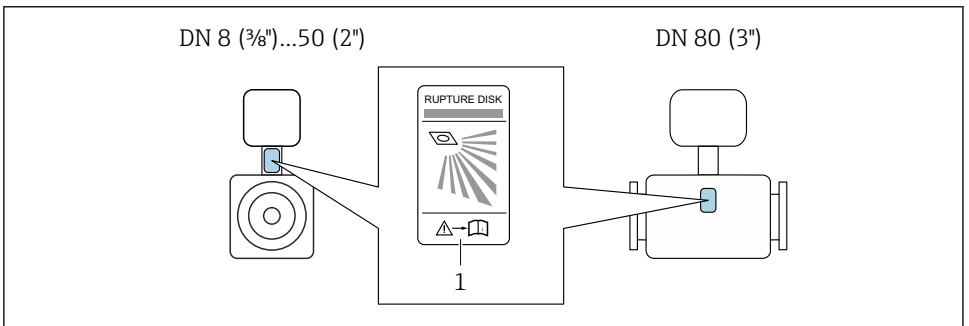 DN 8 (⅜")...50 (2")
DN 80 (3")
RUPTURE DISK
i
1